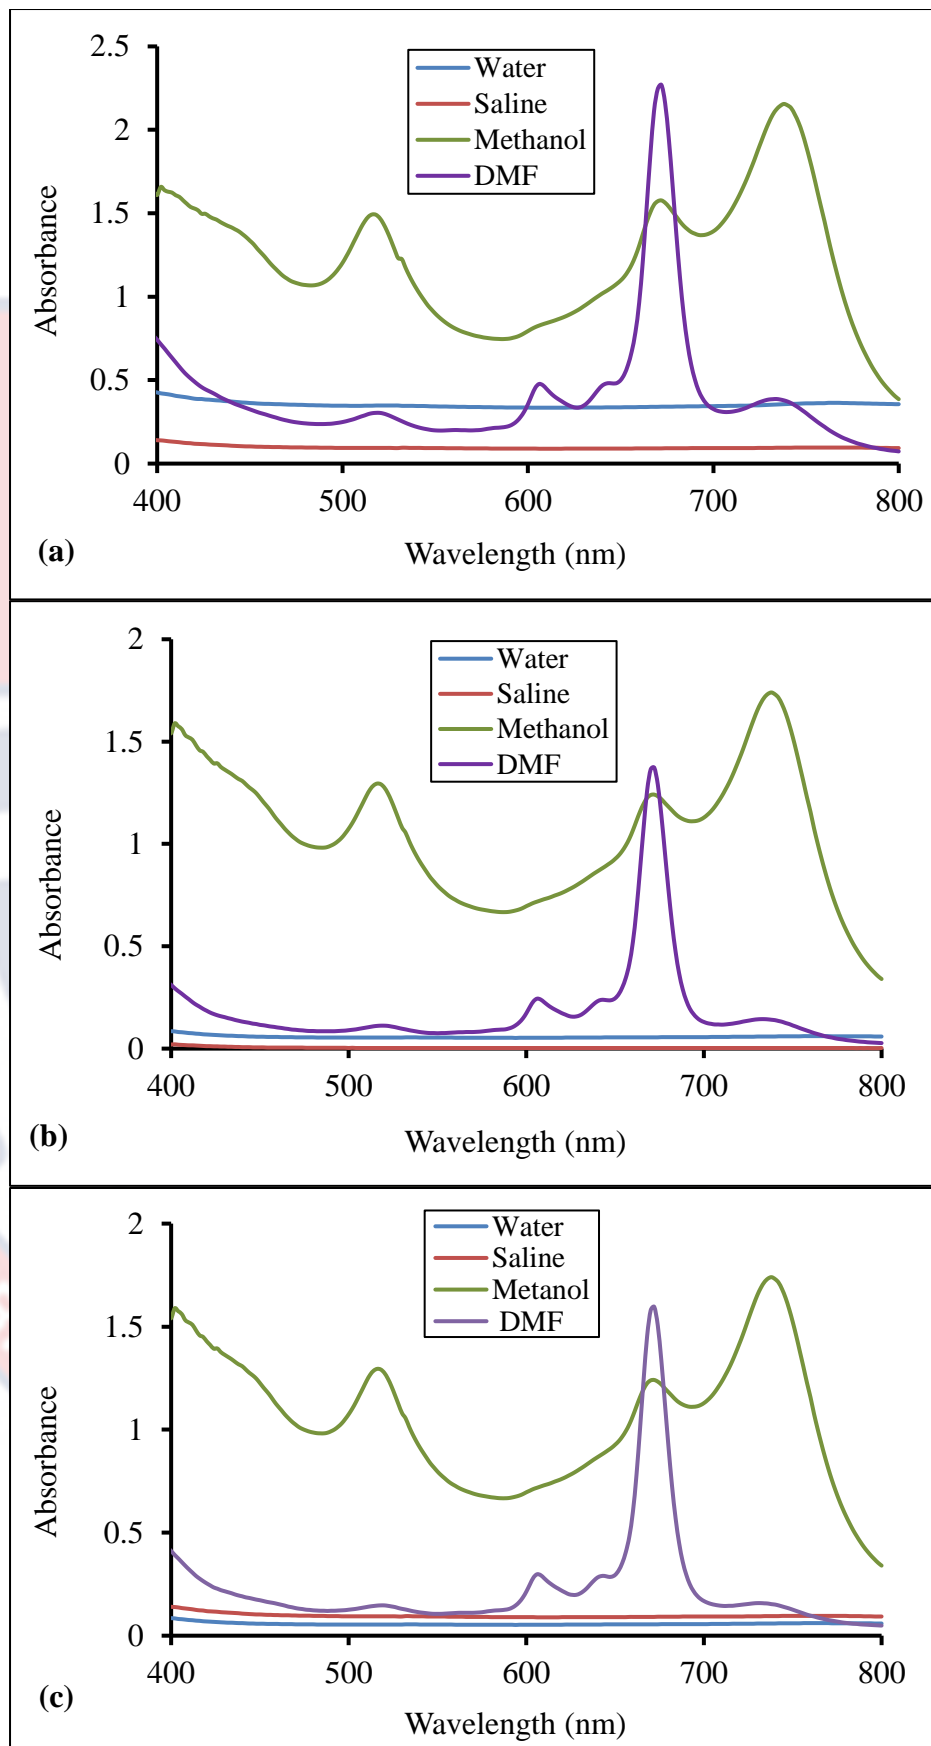 2.5
2
1.5
1
0.5
0
Absorbance
Water
Saline
Methanol
DMF
400 500 600 700 800
Wavelength (nm)
(a)
2
1.5
1
0.5
0
Absorbance
Water
Saline
Methanol
DMF
400 500 600 700 800
Wavelength (nm)
(b)
2
1.5
1
0.5
0
Absorbance
Water
Saline
Metanol
DMF
400 500 600 700 800
Wavelength (nm)
(c)